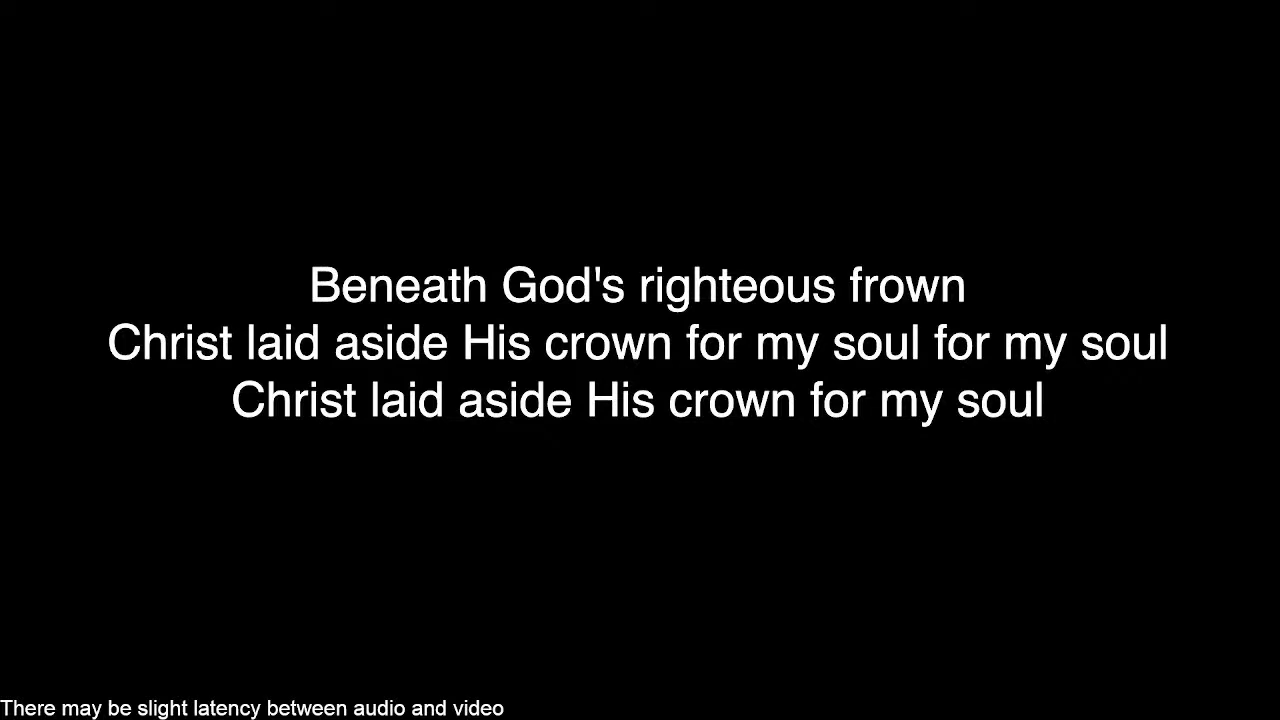 Beneath God's righteous frown
Christ laid aside His crown for my soul for my soul
Christ laid aside His crown for my soul
There may be slight latency between audio and video